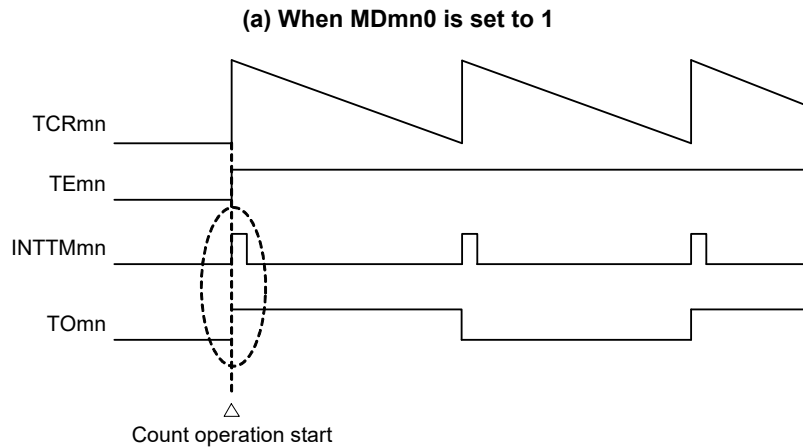 (a) When MDmn0 is set to 1
TCRmn
TEmn
INTTMmn
TOmn
Count operation start